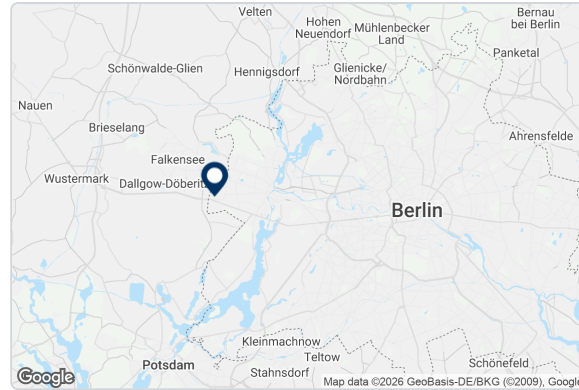 Velten
Hohen
Neuendorf
Mühlenbecker
Land
Bernau
bei Berlin
Panketal
Schönwalde-Glien
Hennigsdorf
Glienicke/
Nordbahn
Nauen
Brieselang
Ahrensfelde
Falkensee
Wustermark
Dallgow-Döberitz
Berlin
Kleinmachnow
Potsdam
Teltow
Stahnsdorf
Schönefeld
Google
Map data ©2026 GeoBasis-DE/BKG (©2009), Google